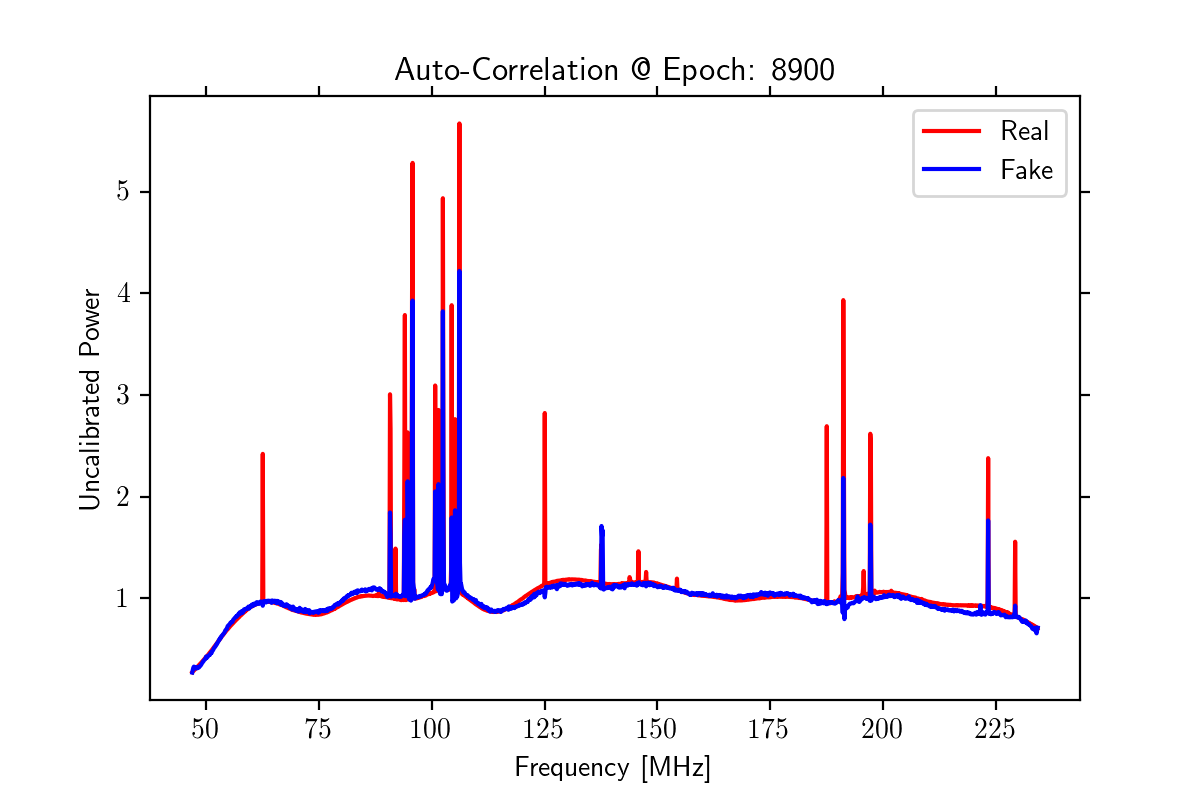 Auto-Correlation @ Epoch: 8900
Real
Fake
5
4
3
2
1
Uncalibrated Power
50 75 100 125 150 175 200 225
Frequency [MHz]